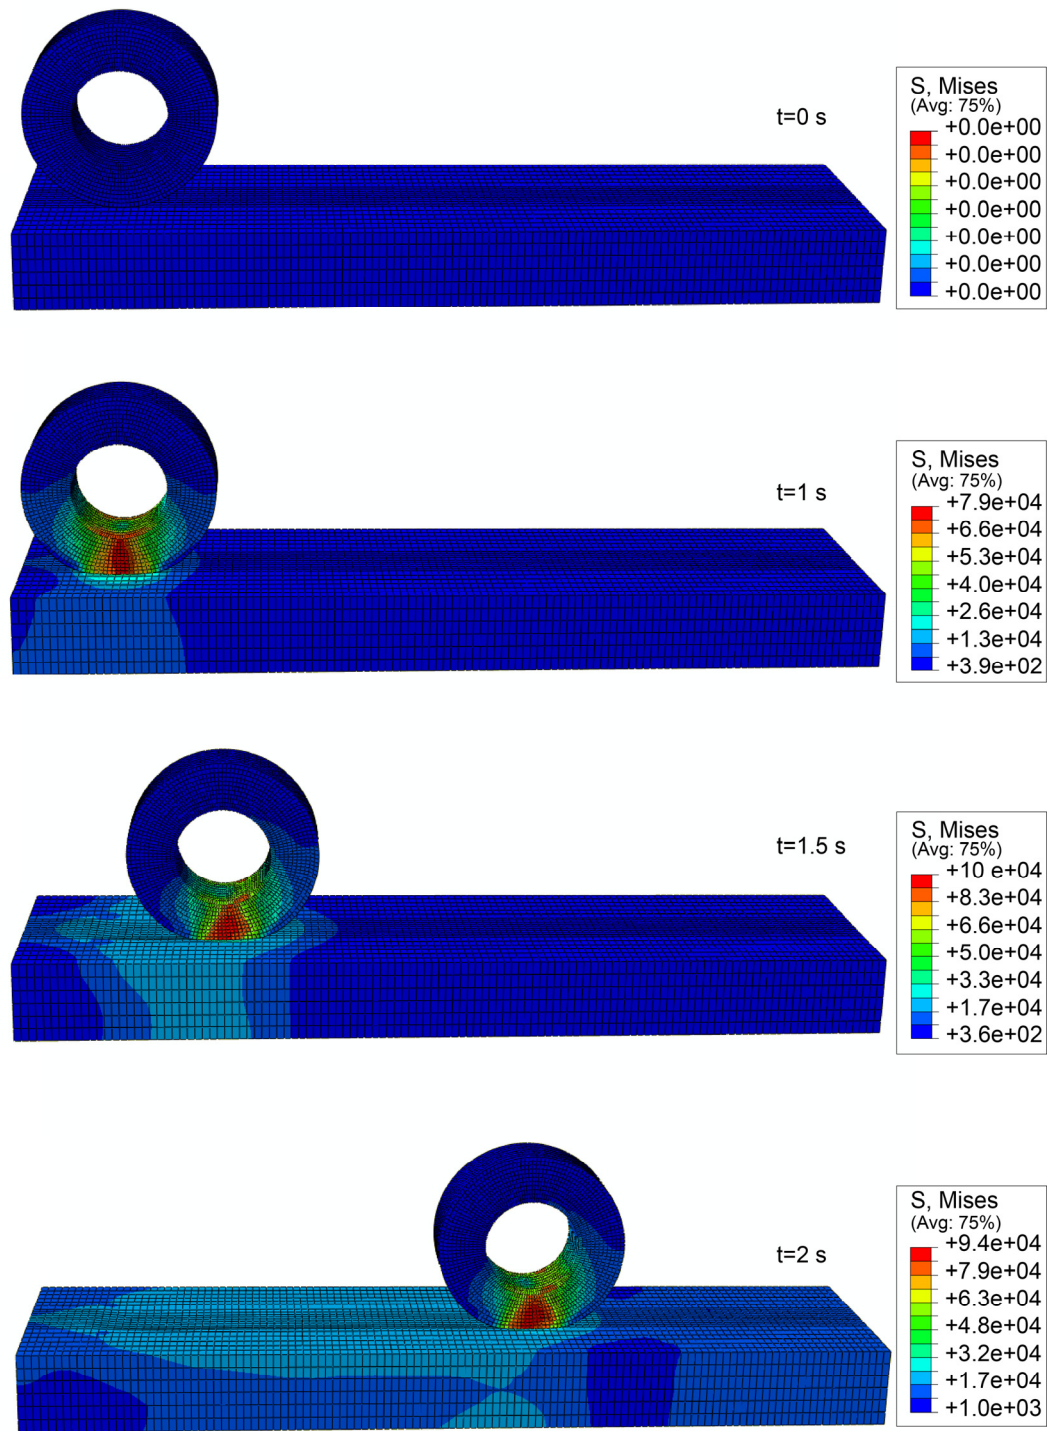 t=0 s
S, Mises
(Avg: 75%)
+0.0e+00
+0.0e+00
+0.0e+00
+0.0e+00
+0.0e+00
+0.0e+00
+0.0e+00
t=1 s
S, Mises
(Avg: 75%)
+7.9e+04
+6.6e+04
+5.3e+04
+4.0e+04
+2.6e+04
+1.3e+04
+3.9e+02
t=1.5 s
S, Mises
(Avg: 75%)
+10 e+04
+8.3e+04
+6.6e+04
+5.0e+04
+3.3e+04
+1.7e+04
+3.6e+02
t=2 s
S, Mises
(Avg: 75%)
+9.4e+04
+7.9e+04
+6.3e+04
+4.8e+04
+3.2e+04
+1.7e+04
+1.0e+03